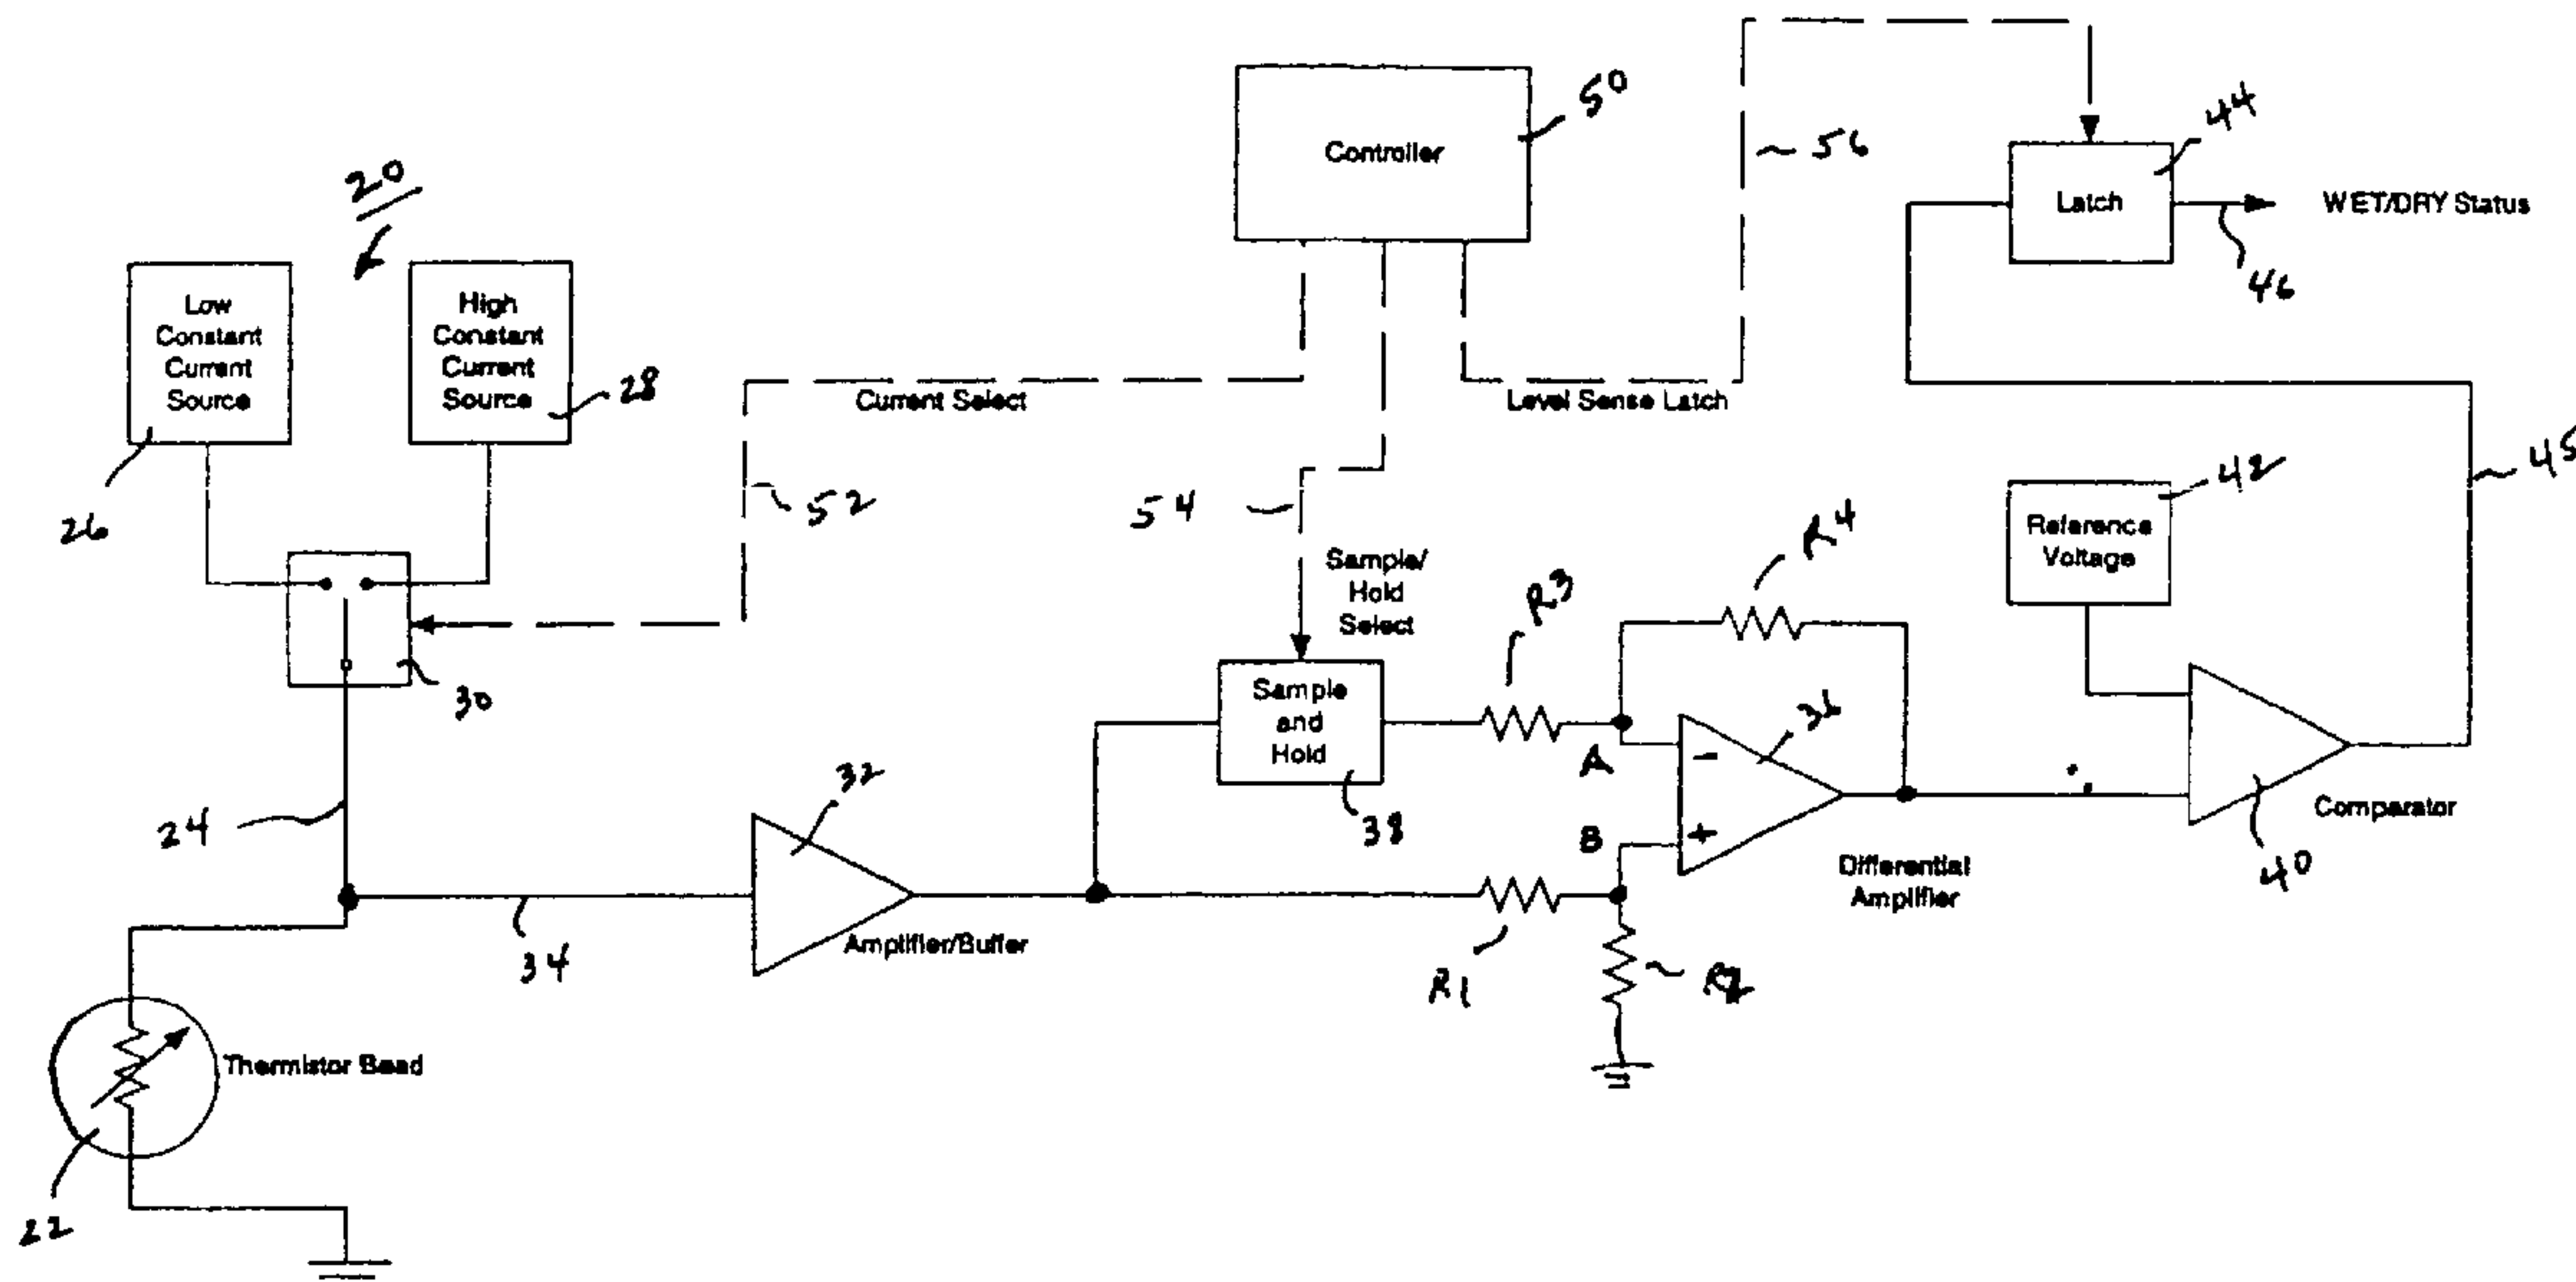 50
Controller
56
44
Latch
WET/DRY Status
46
20
Low
Constant
Current
Source
High
Constant
Current
Source
28
26
Current Select
Level Sense Latch
52
54
42
45
Reference
Voltage
30
Sample/
Hold
Select
R3
R4
Sample
and
Hold
38
A
-
36
B
+
Differential
Amplifier
Comparator
40
24
32
34
Amplifier/Buffer
R1
R2
Thermistor Bead
22